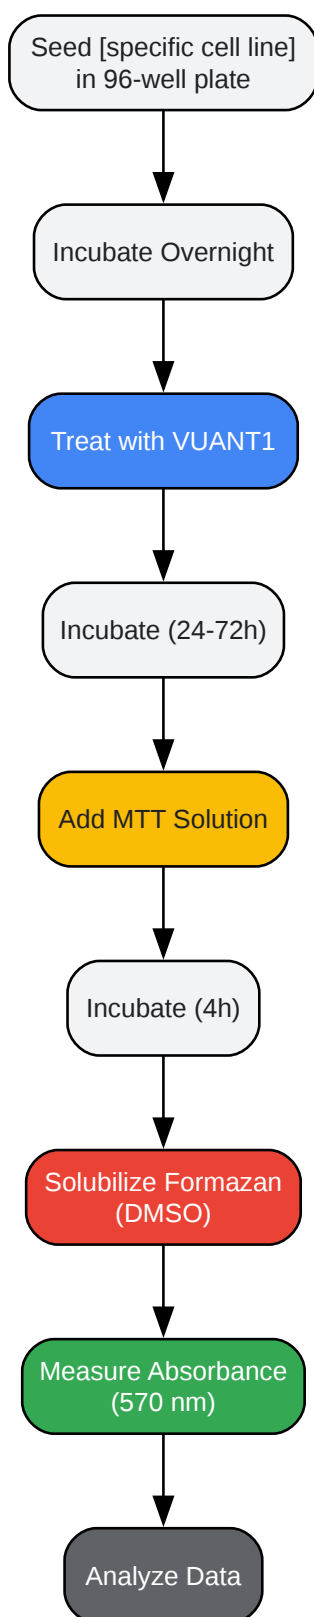 Seed [specific cell line]
in 96-well plate
Incubate Overnight
Treat with VUANT1
Incubate (24-72h)
Add MTT Solution
Incubate (4h)
Solubilize Formazan
(DMSO)
Measure Absorbance
(570 nm)
Analyze Data